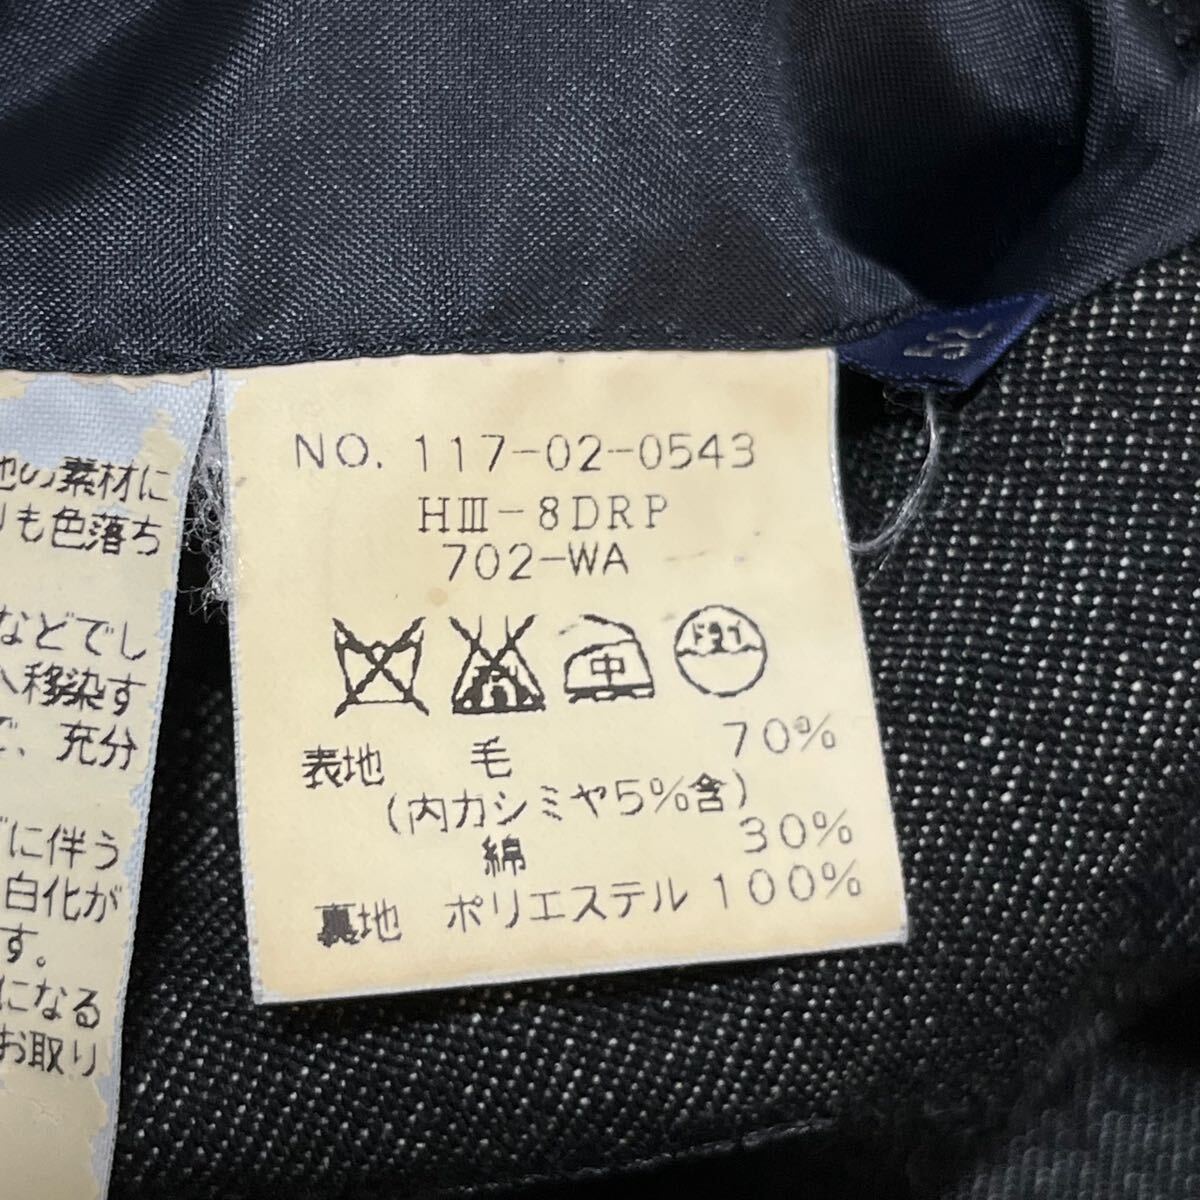 の素材に
も色落ち
などでし
移染す
、充分
に伴う
白化が
す。
になる
お取り
NO. 117-02-0543
HⅢ-8DRP
702-WA
中
ドライ
表地 毛 70%
(内カシミヤ5%含)
綿 30%
裏地 ポリエステル 100%